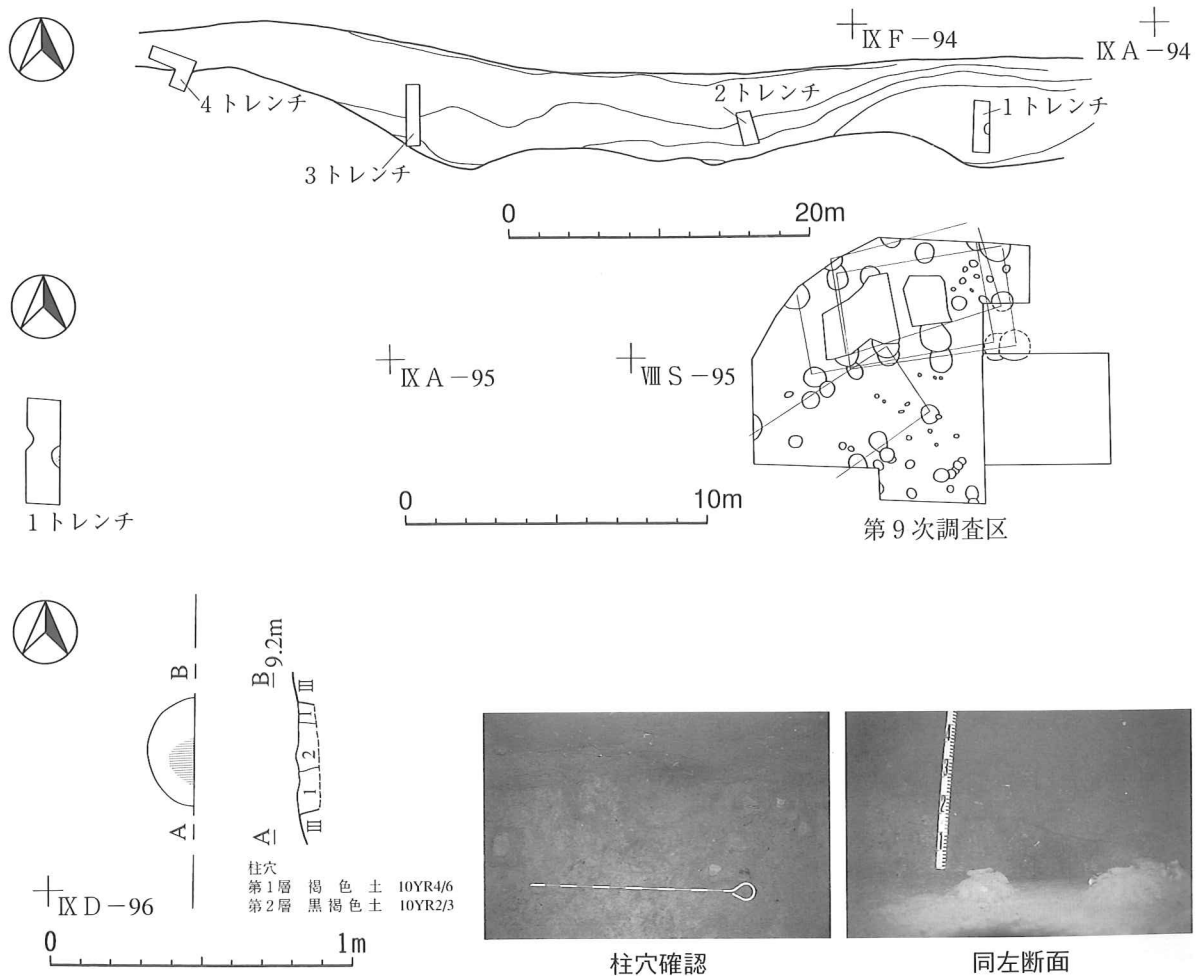 ⅨF－94
ⅨA－94
4トレンチ
2トレンチ
1トレンチ
3トレンチ
0 20m
ⅨA－95
ⅧS－95
1トレンチ
0 10m
第9次調査区
B
A
B 9.2m
Ⅲ
1
2
1
Ⅲ
A
柱穴
第1層 褐色土 10YR4/6
第2層 黒褐色土 10YR2/3
ⅨD－96
0 1m
2
1
柱穴確認
同左断面